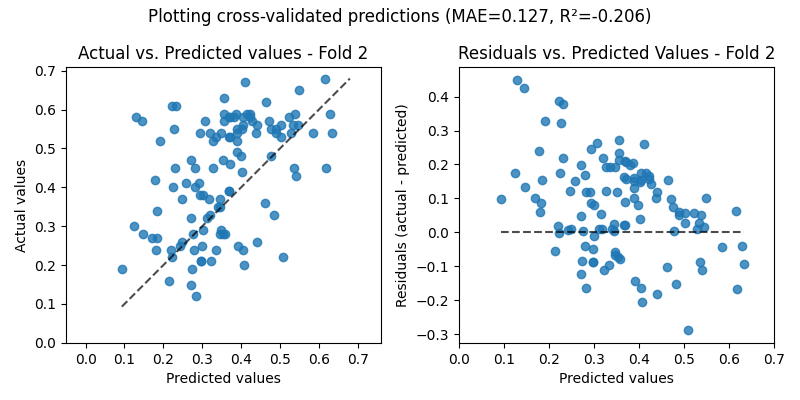 Plotting cross-validated predictions (MAE=0.127, R²=-0.206)
Actual vs. Predicted values - Fold 2
Residuals vs. Predicted Values - Fold 2
Actual values
0.7
0.6
0.5
0.4
0.3
0.2
0.1
0.0
0.0 0.1 0.2 0.3 0.4 0.5 0.6 0.7
Predicted values
Residuals (actual - predicted)
0.4
0.3
0.2
0.1
0.0
−0.1
−0.2
−0.3
0.0 0.1 0.2 0.3 0.4 0.5 0.6 0.7
Predicted values